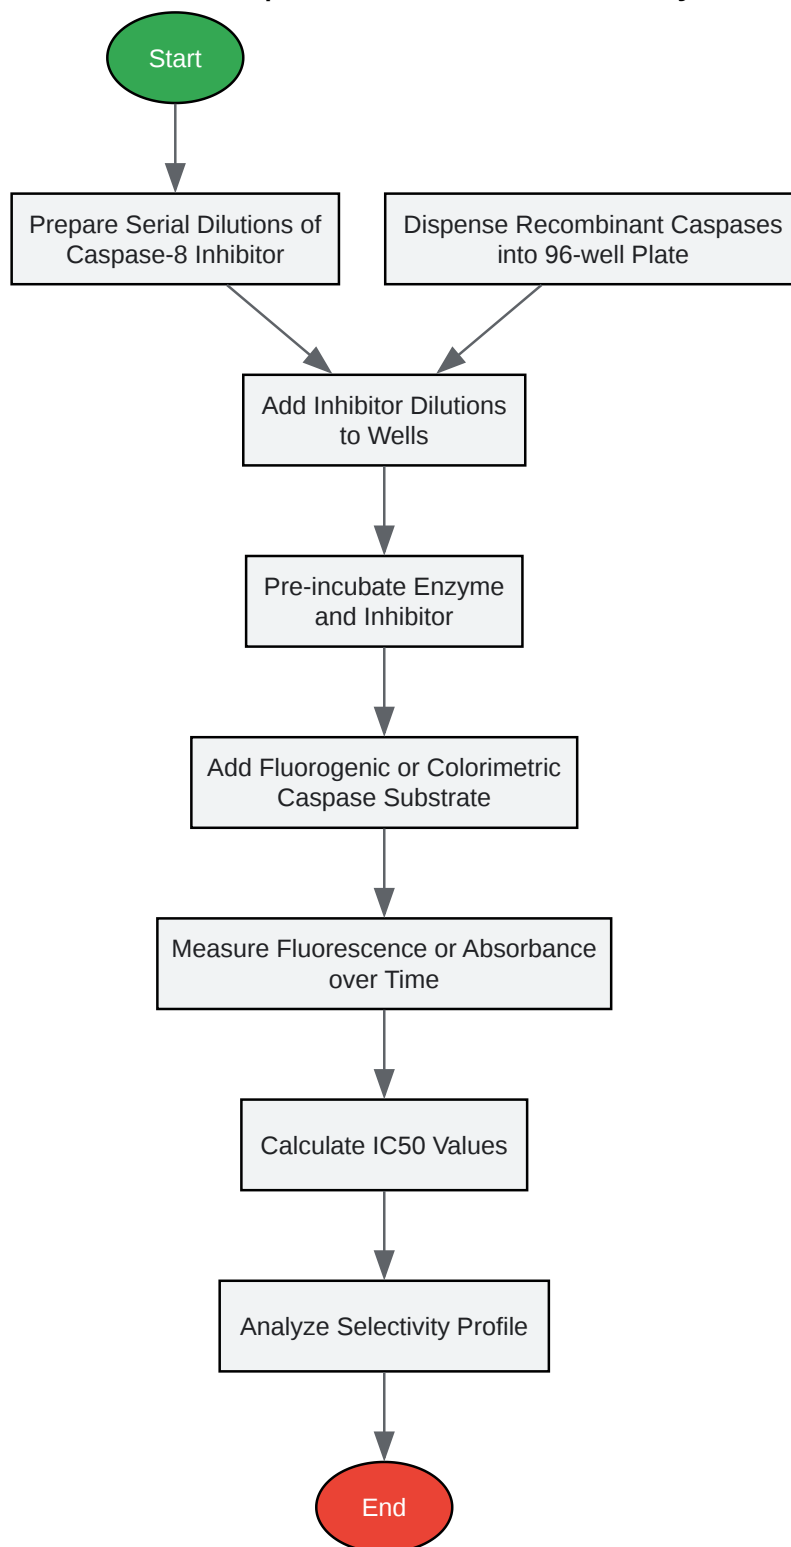 Start
Prepare Serial Dilutions of
Caspase-8 Inhibitor
Dispense Recombinant Caspases
into 96-well Plate
Add Inhibitor Dilutions
to Wells
Pre-incubate Enzyme
and Inhibitor
Add Fluorogenic or Colorimetric
Caspase Substrate
Measure Fluorescence or Absorbance
over Time
Calculate IC50 Values
Analyze Selectivity Profile
End